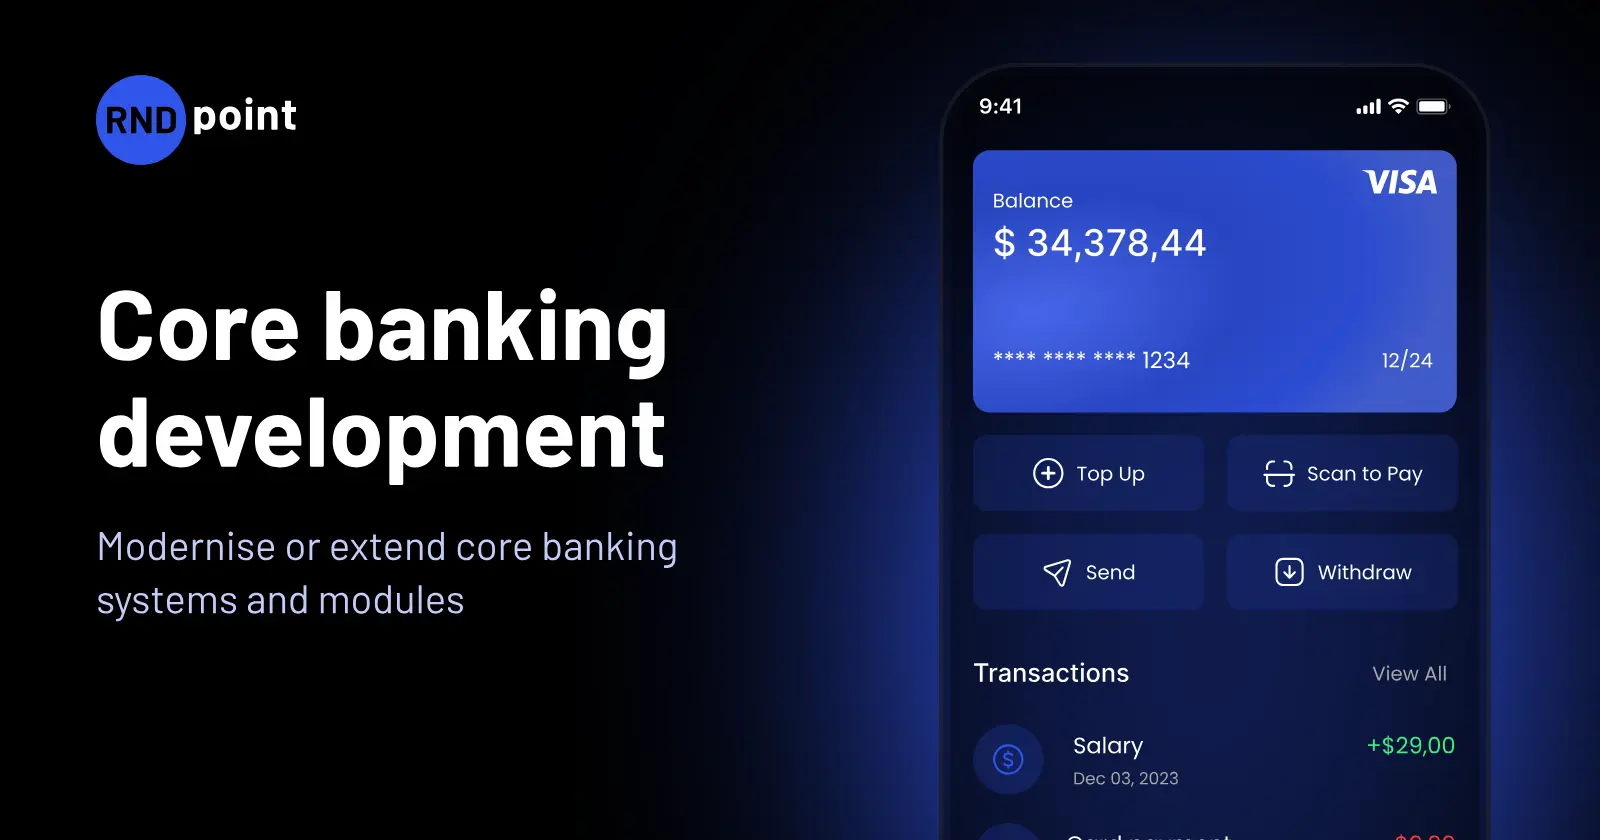 RND point
Core banking
development
Modernise or extend core banking
systems and modules
9:41
VISA
Balance
$ 34,378,44
**** **** **** 1234
12/24
Top Up
Scan to Pay
Send
Withdraw
Transactions
View All
Salary
+$29,00
Dec 03, 2023